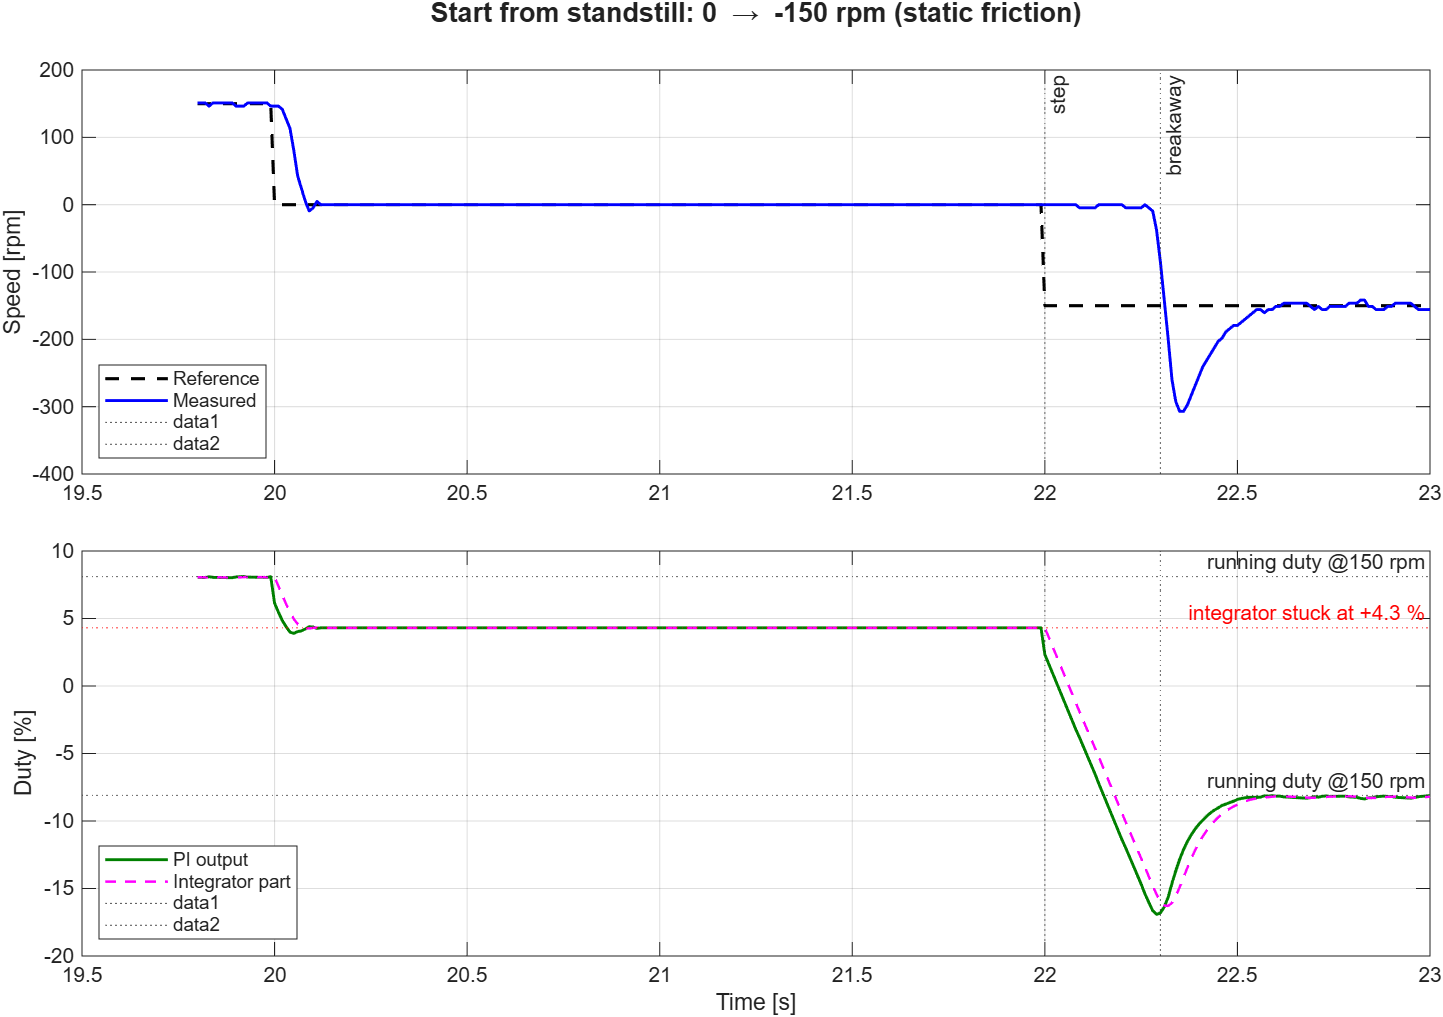 Start from standstill: 0 → -150 rpm (static friction)
200
100
0
-100
-200
-300
-400
Speed [rpm]
step
breakaway
Reference
Measured
data1
data2
19.5 20 20.5 21 21.5 22 22.5 23
10
5
0
-5
-10
-15
-20
Duty [%]
running duty @150 rpm
integrator stuck at +4.3 %
running duty @150 rpm
PI output
Integrator part
data1
data2
19.5 20 20.5 21 21.5 22 22.5 23
Time [s]